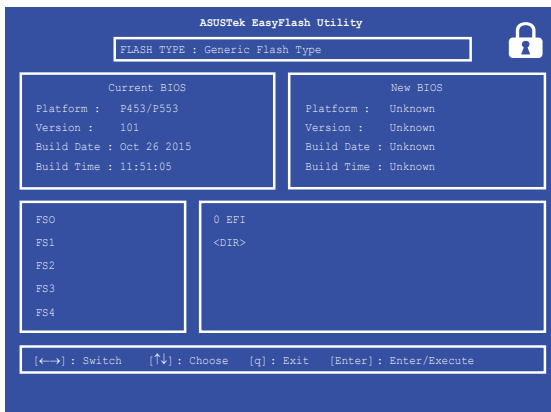 ASUSTek EasyFlash Utility
FLASH TYPE : Generic Flash Type
Current BIOS
Platform : P453/P553
Version : 101
Build Date : Oct 26 2015
Build Time : 11:51:05
New BIOS
Platform : Unknown
Version : Unknown
Build Date : Unknown
Build Time : Unknown
FSO
FS1
FS2
FS3
FS4
0 EFI
<DIR>
[←→] : Switch [↑↓] : Choose [q] : Exit [Enter] : Enter/Execute